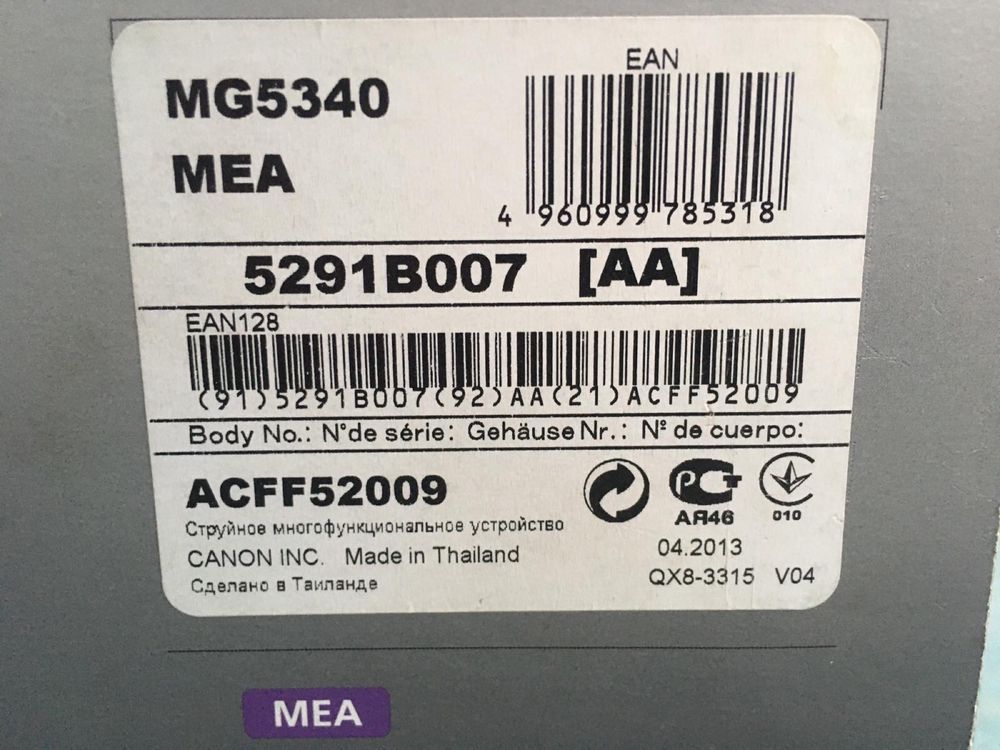 MG5340
MEA
EAN
4 960999 785318
5291B007 [AA]
EAN128
(91)5291B007(92)AA(21)ACFF52009
Body No.: N°de série: Gehäuse Nr.: Nº de cuerpo:
ACFF52009
АЯ46
010
Струйное многофункциональное устройство
CANON INC. Made in Thailand
04.2013
Сделано в Таиланде
QX8-3315 V04
MEA